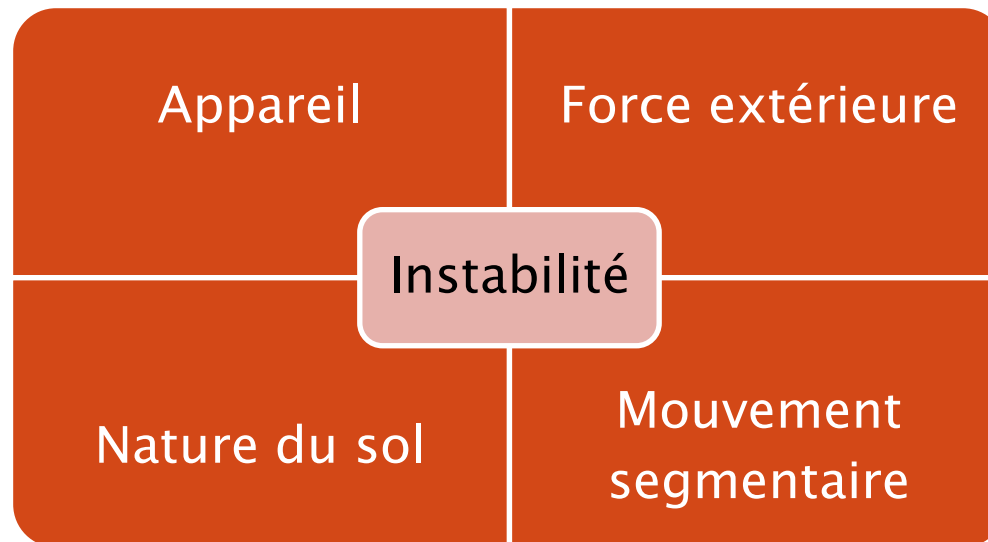 Appareil
Force extérieure
Instabilité
Nature du sol
Mouvement
segmentaire